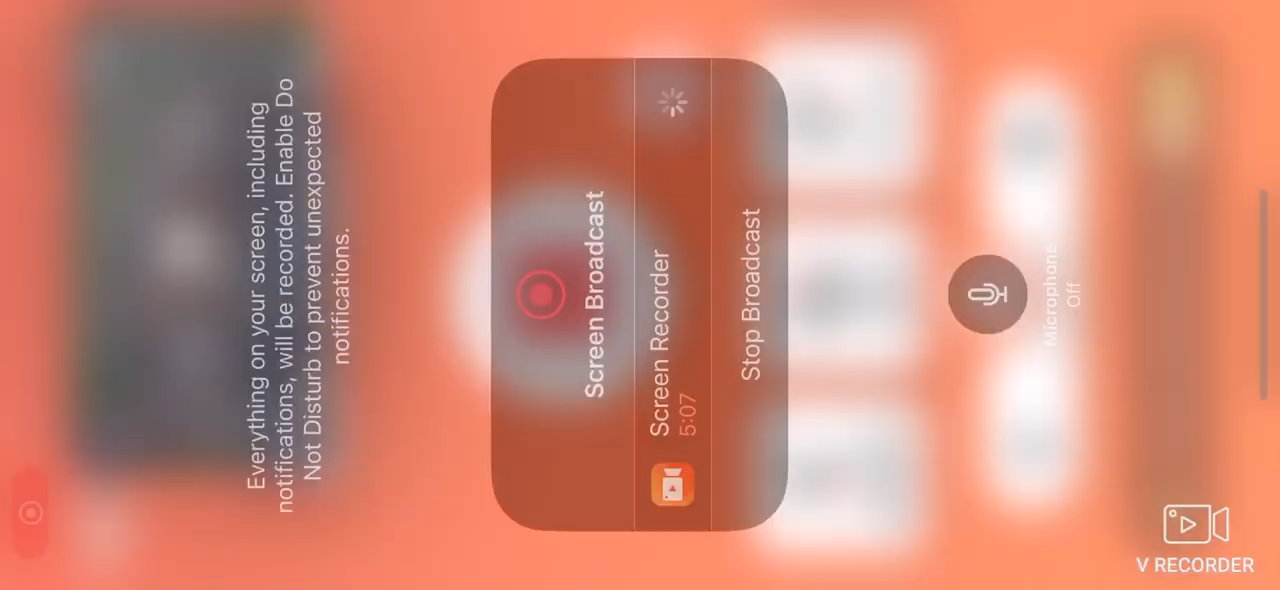 Everything on your screen, including
notifications, will be recorded. Enable Do
Not Disturb to prevent unexpected
notifications.
Screen Broadcast
Screen Recorder
5:07
Stop Broadcast
Microphone
Off
V RECORDER